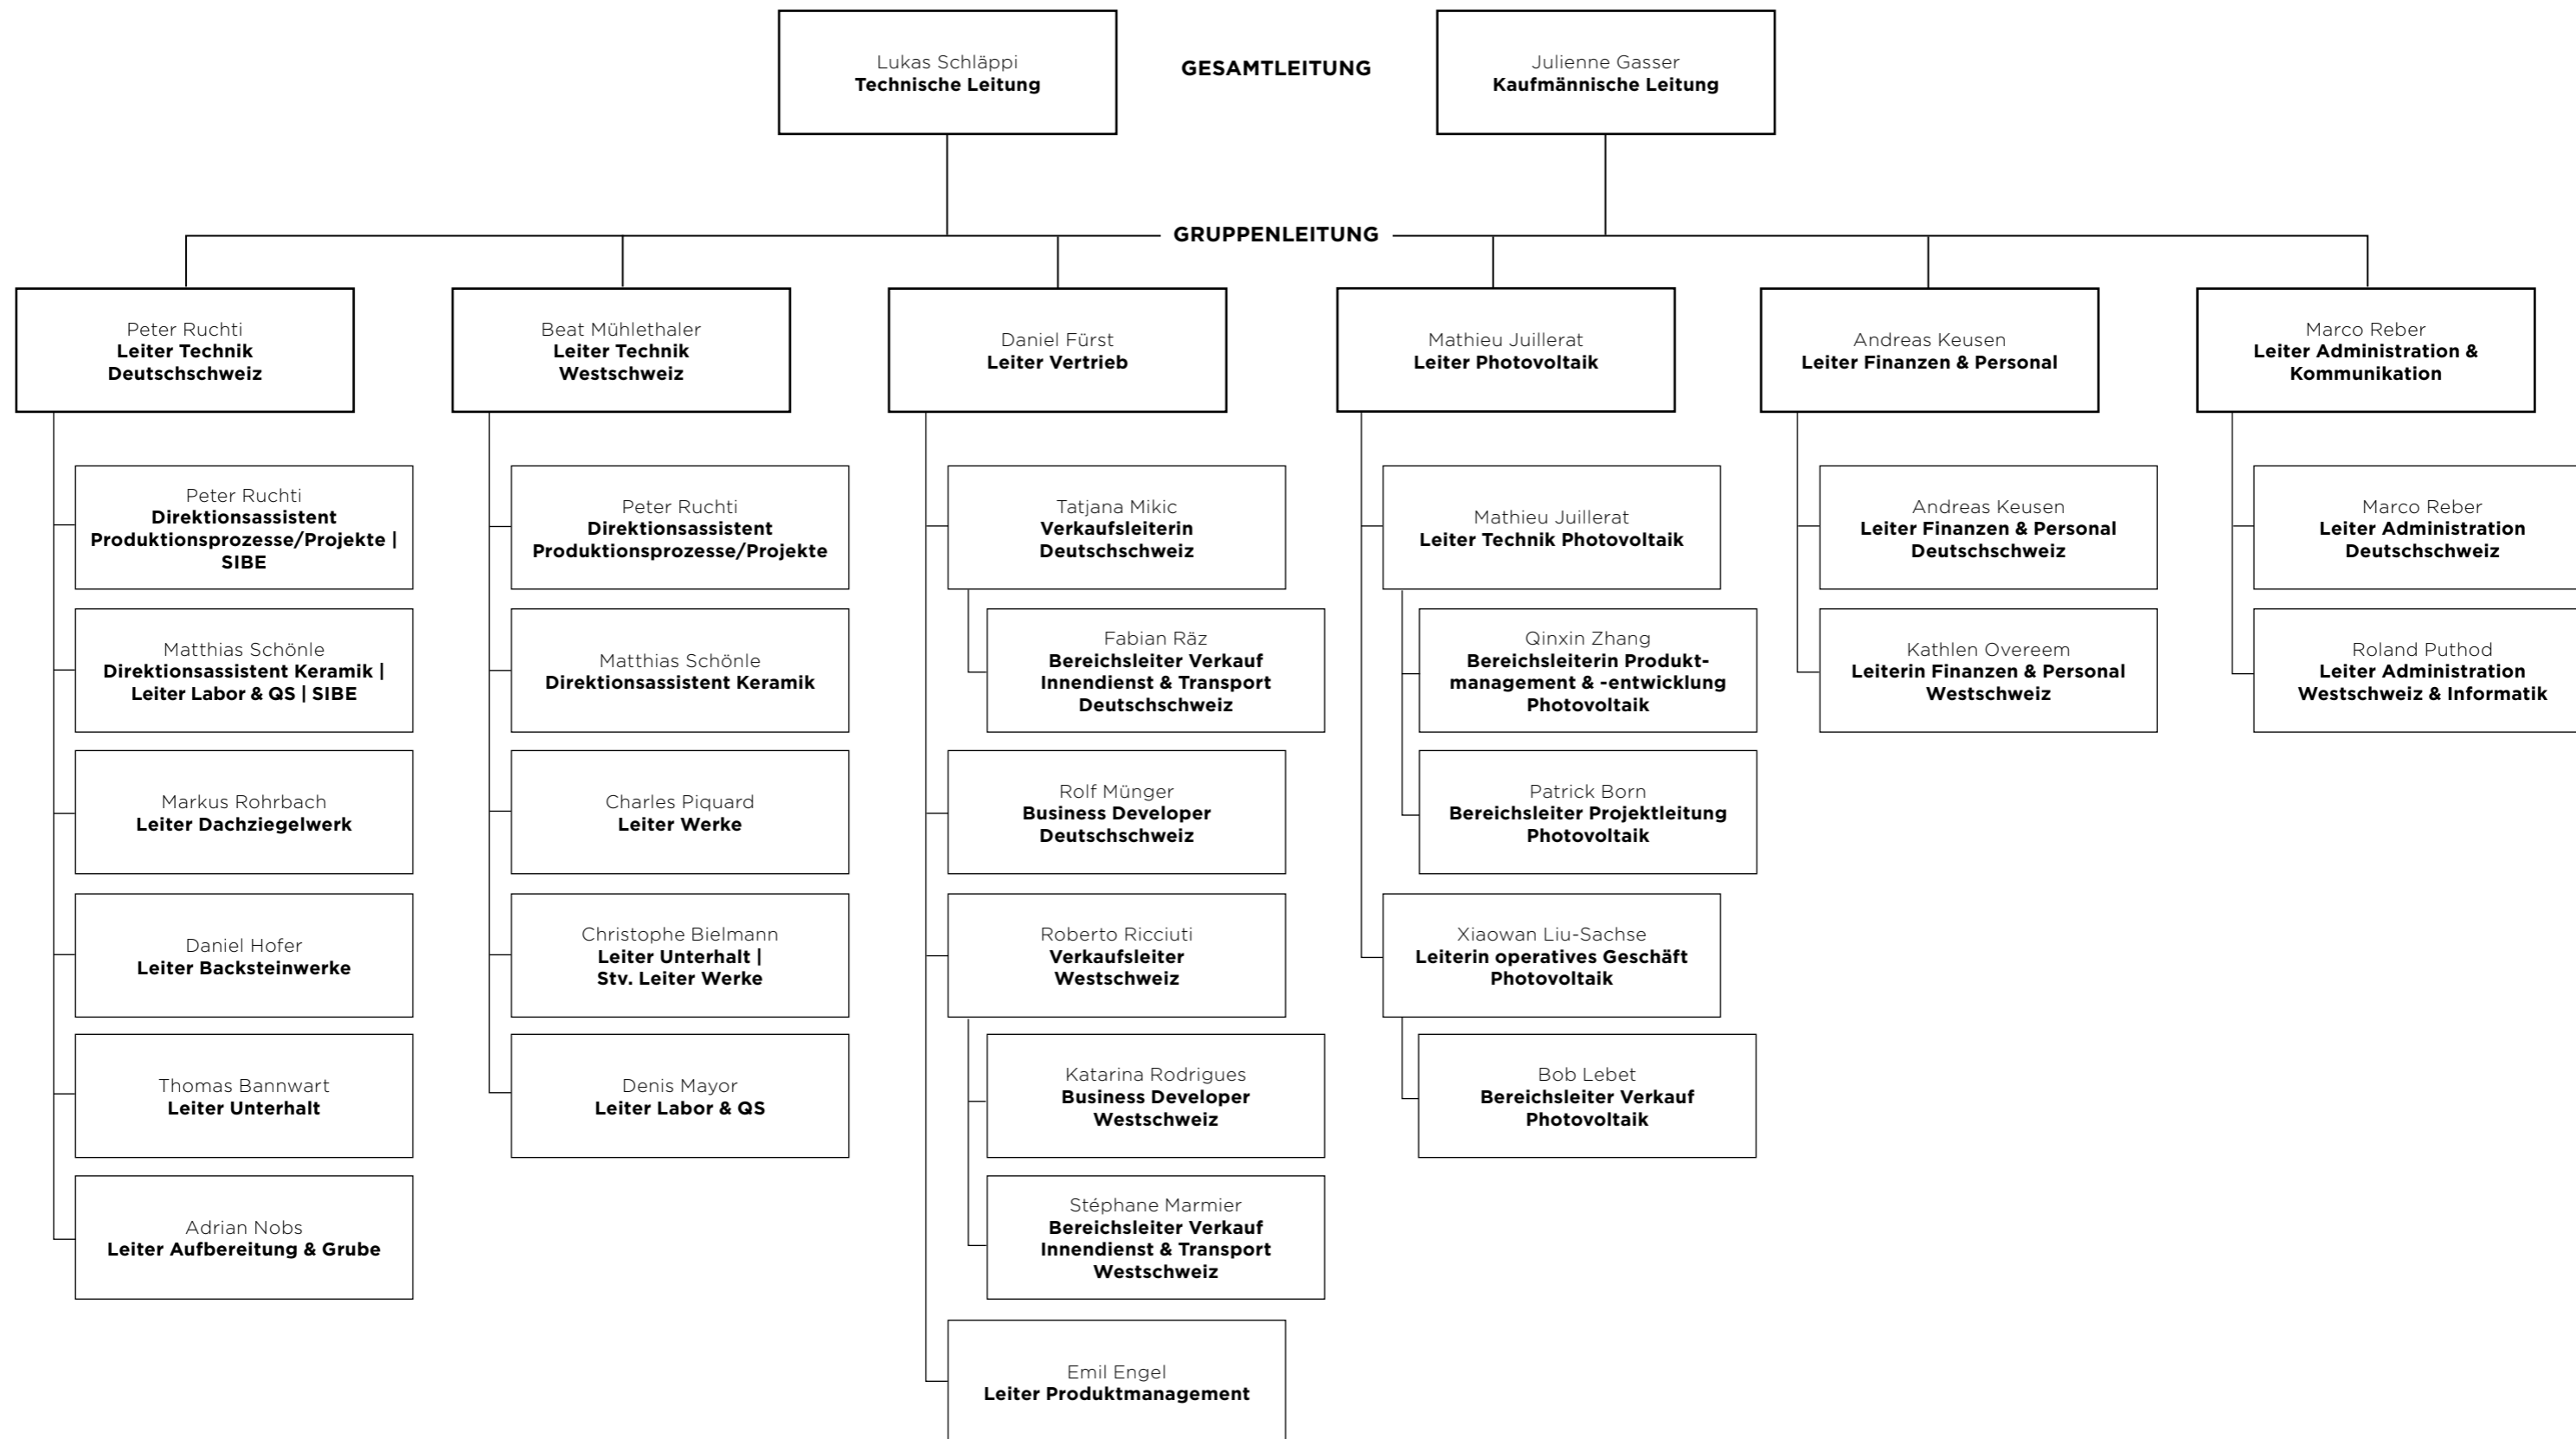 Lukas Schläppi
Technische Leitung
GESAMTLEITUNG
Julienne Gasser
Kaufmännische Leitung
GRUPPENLEITUNG
Peter Ruchti
Leiter Technik
Deutschschweiz
Peter Ruchti
Direktionsassistent
Produktionsprozesse/Projekte |
SIBE
Matthias Schönle
Direktionsassistent Keramik |
Leiter Labor & QS | SIBE
Markus Rohrbach
Leiter Dachziegelwerk
Daniel Hofer
Leiter Backsteinwerke
Thomas Bannwart
Leiter Unterhalt
Adrian Nobs
Leiter Aufbereitung & Grube
Beat Mühlethaler
Leiter Technik
Westschweiz
Peter Ruchti
Direktionsassistent
Produktionsprozesse/Projekte
Matthias Schönle
Direktionsassistent Keramik
Charles Piquard
Leiter Werke
Christophe Bielmann
Leiter Unterhalt |
Stv. Leiter Werke
Denis Mayor
Leiter Labor & QS
Daniel Fürst
Leiter Vertrieb
Tatjana Mikic
Verkaufsleiterin
Deutschschweiz
Fabian Räz
Bereichsleiter Verkauf
Innendienst & Transport
Deutschschweiz
Rolf Münger
Business Developer
Deutschschweiz
Roberto Ricciuti
Verkaufsleiter
Westschweiz
Katarina Rodrigues
Business Developer
Westschweiz
Stéphane Marmier
Bereichsleiter Verkauf
Innendienst & Transport
Westschweiz
Emil Engel
Leiter Produktmanagement
Mathieu Juillerat
Leiter Photovoltaik
Mathieu Juillerat
Leiter Technik Photovoltaik
Qinxin Zhang
Bereichsleiterin Produkt-
management & -entwicklung
Photovoltaik
Patrick Born
Bereichsleiter Projektleitung
Photovoltaik
Xiaowan Liu-Sachse
Leiterin operatives Geschäft
Photovoltaik
Bob Lebet
Bereichsleiter Verkauf
Photovoltaik
Andreas Keusen
Leiter Finanzen & Personal
Andreas Keusen
Leiter Finanzen & Personal
Deutschschweiz
Kathlen Overeem
Leiterin Finanzen & Personal
Westschweiz
Marco Reber
Leiter Administration &
Kommunikation
Marco Reber
Leiter Administration
Deutschschweiz
Roland Puthod
Leiter Administration
Westschweiz & Informatik